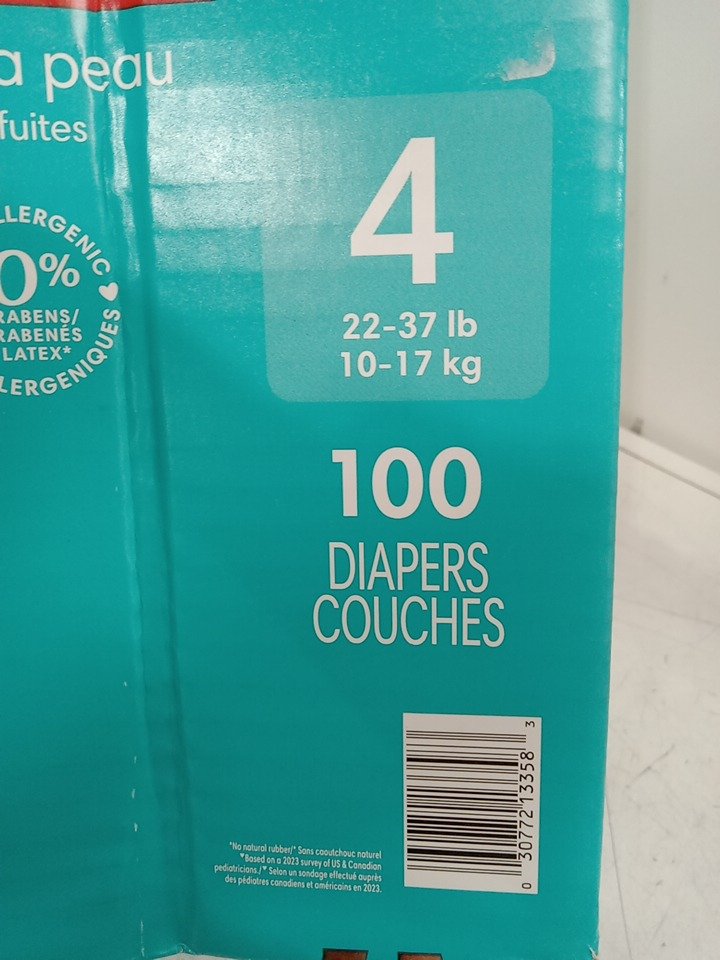 a peau
fuites
LLERGENIC
0%
RABENS/
RABENÉS
LATEX*
LERGENIQUES
4
22-37 lb
10-17 kg
100
DIAPERS
COUCHES
*No natural rubber/* Sans caoutchouc naturel
♥Based on a 2023 survey of US & Canadian
pediatricians./♥ Selon un sondage effectué auprès
des pédiatres canadiens et américains en 2023.
0 30772 13358 3